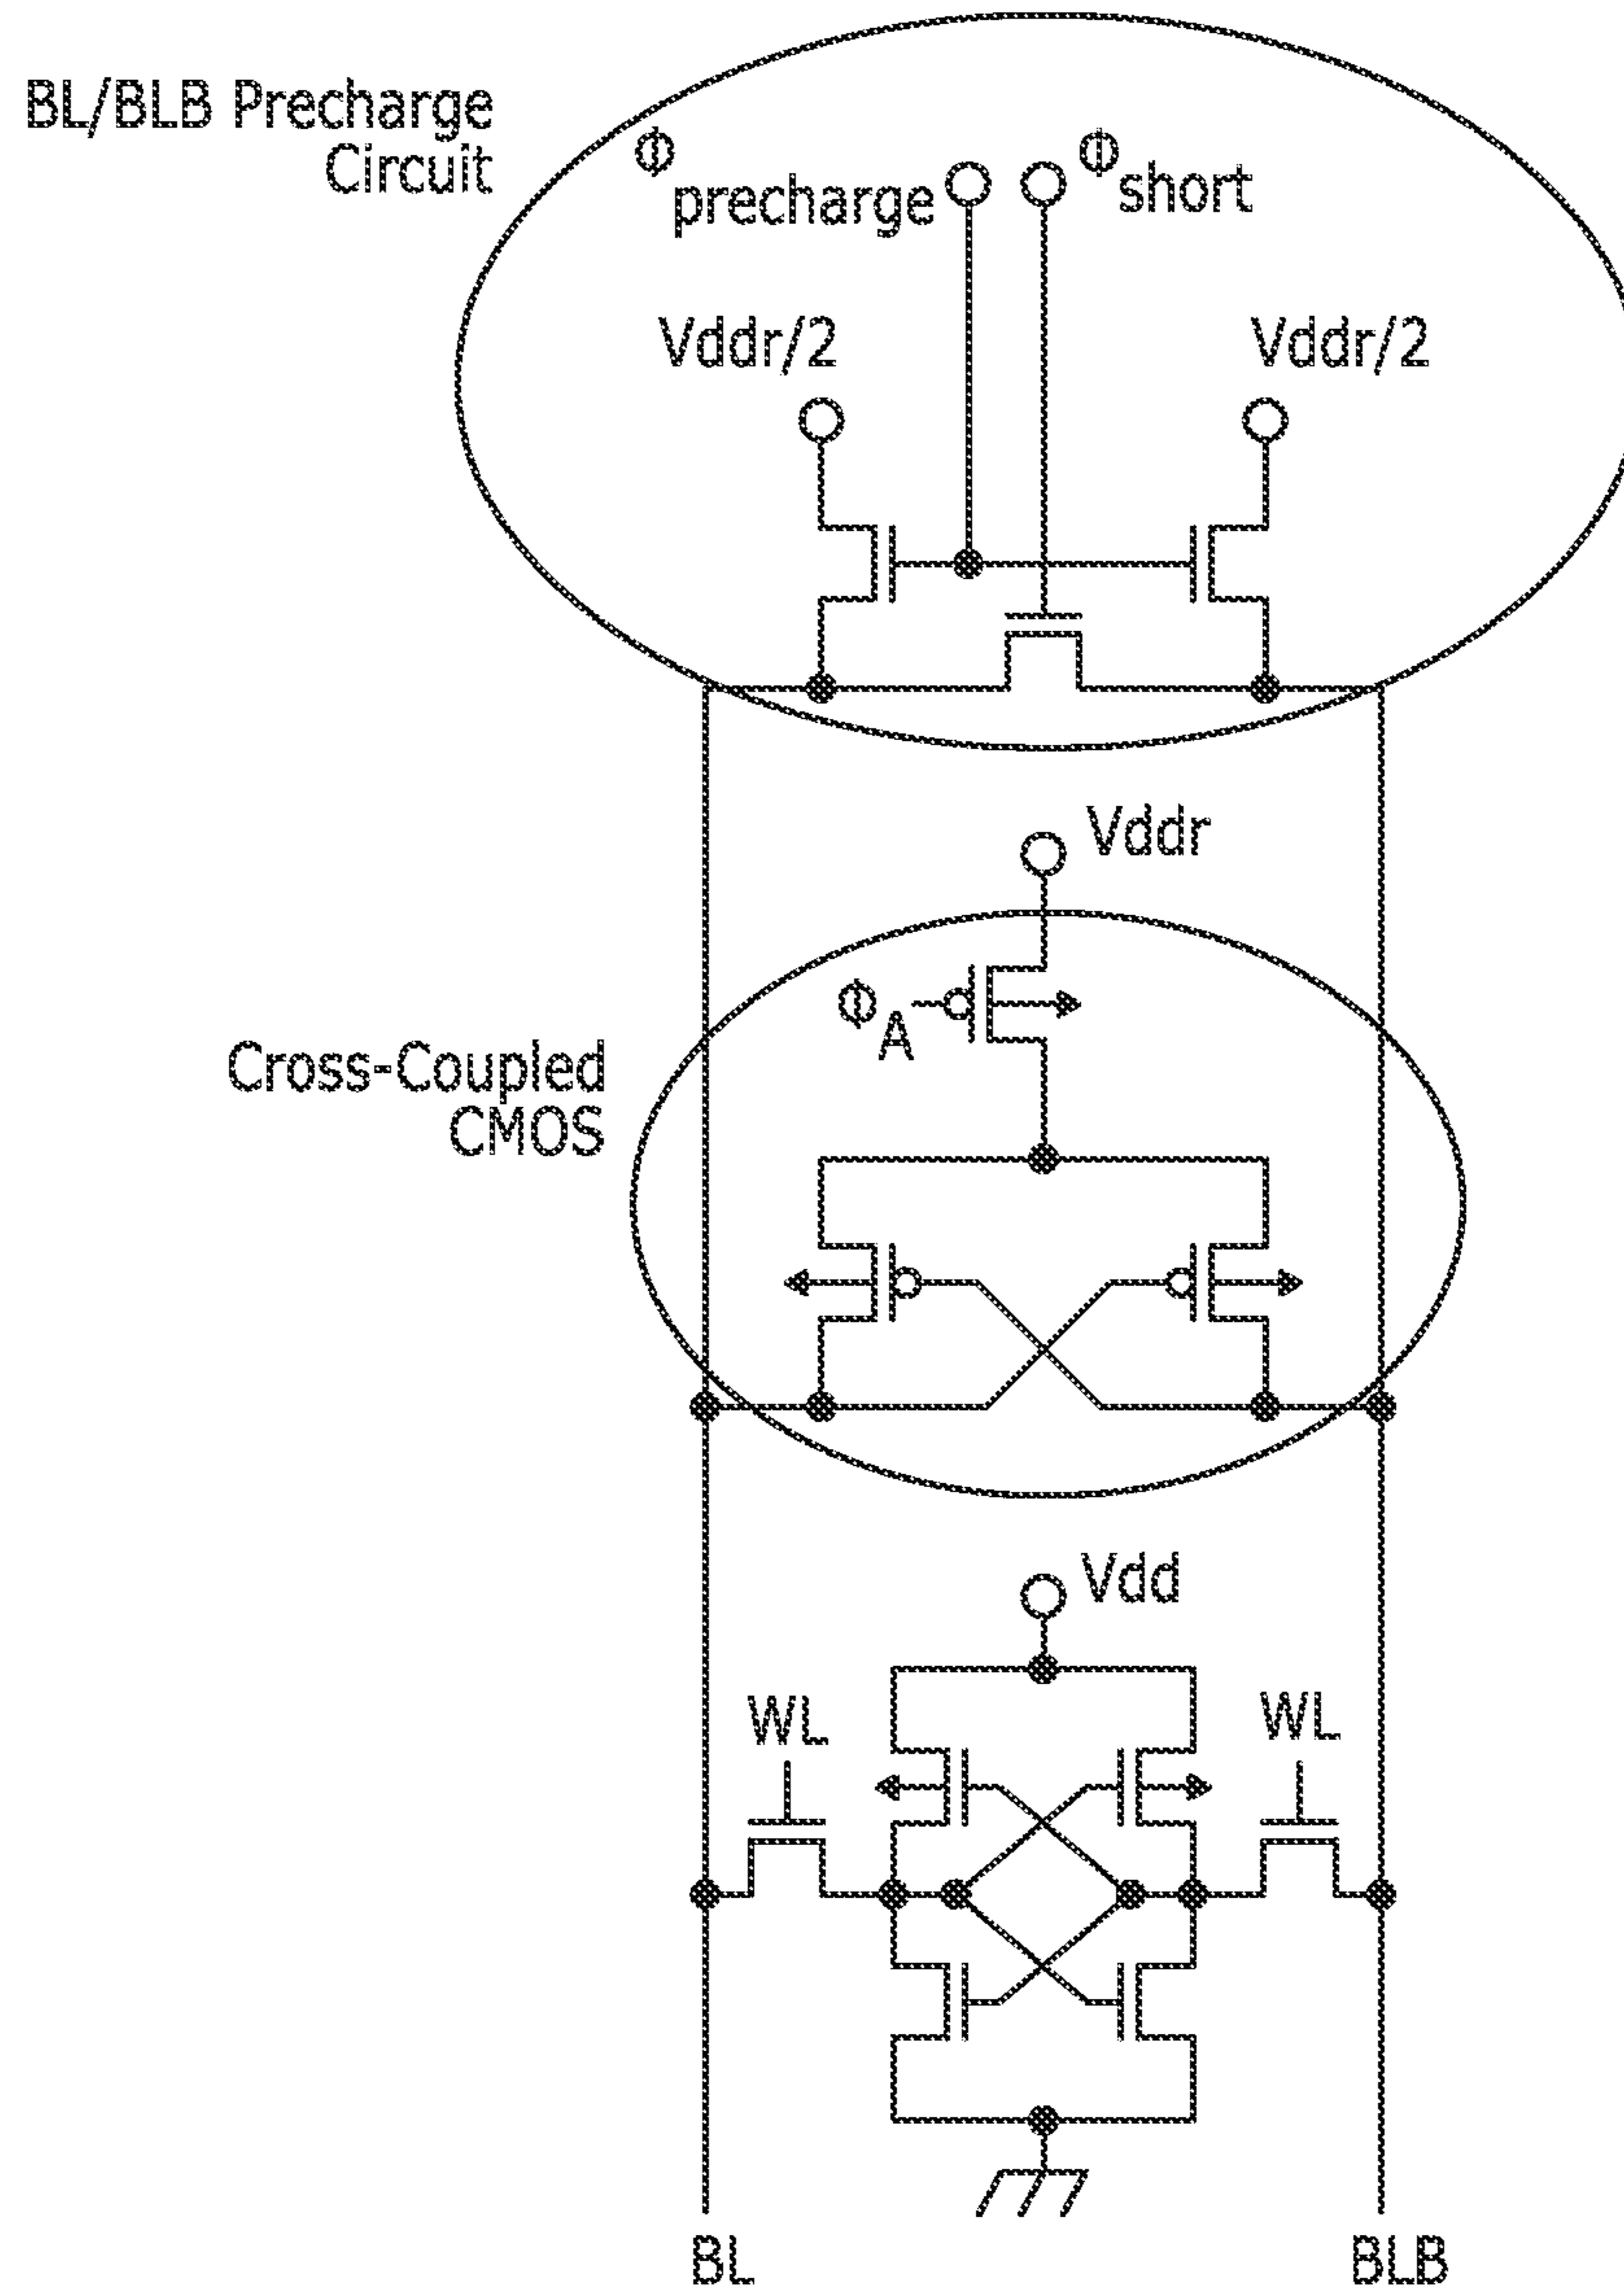 BL/BLB Precharge
Circuit
Φprecharge
Φshort
Vddr/2
Vddr/2
Vddr
ΦA
Cross-Coupled
CMOS
Vdd
WL
WL
BL
BLB